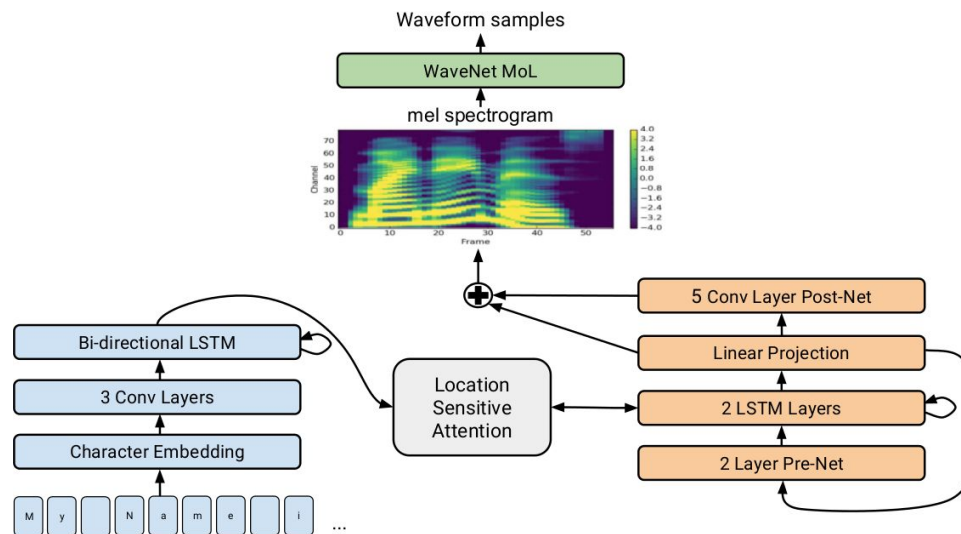 Waveform samples
WaveNet MoL
mel spectrogram
Channel
70
60
50
40
30
20
10
0
0 10 20 30 40 50
Frame
4.0
3.2
2.4
1.6
0.8
0.0
−0.8
−1.6
−2.4
−3.2
−4.0
5 Conv Layer Post-Net
Bi-directional LSTM
Linear Projection
Location
Sensitive
Attention
3 Conv Layers
2 LSTM Layers
Character Embedding
2 Layer Pre-Net
M y N a m e i ...